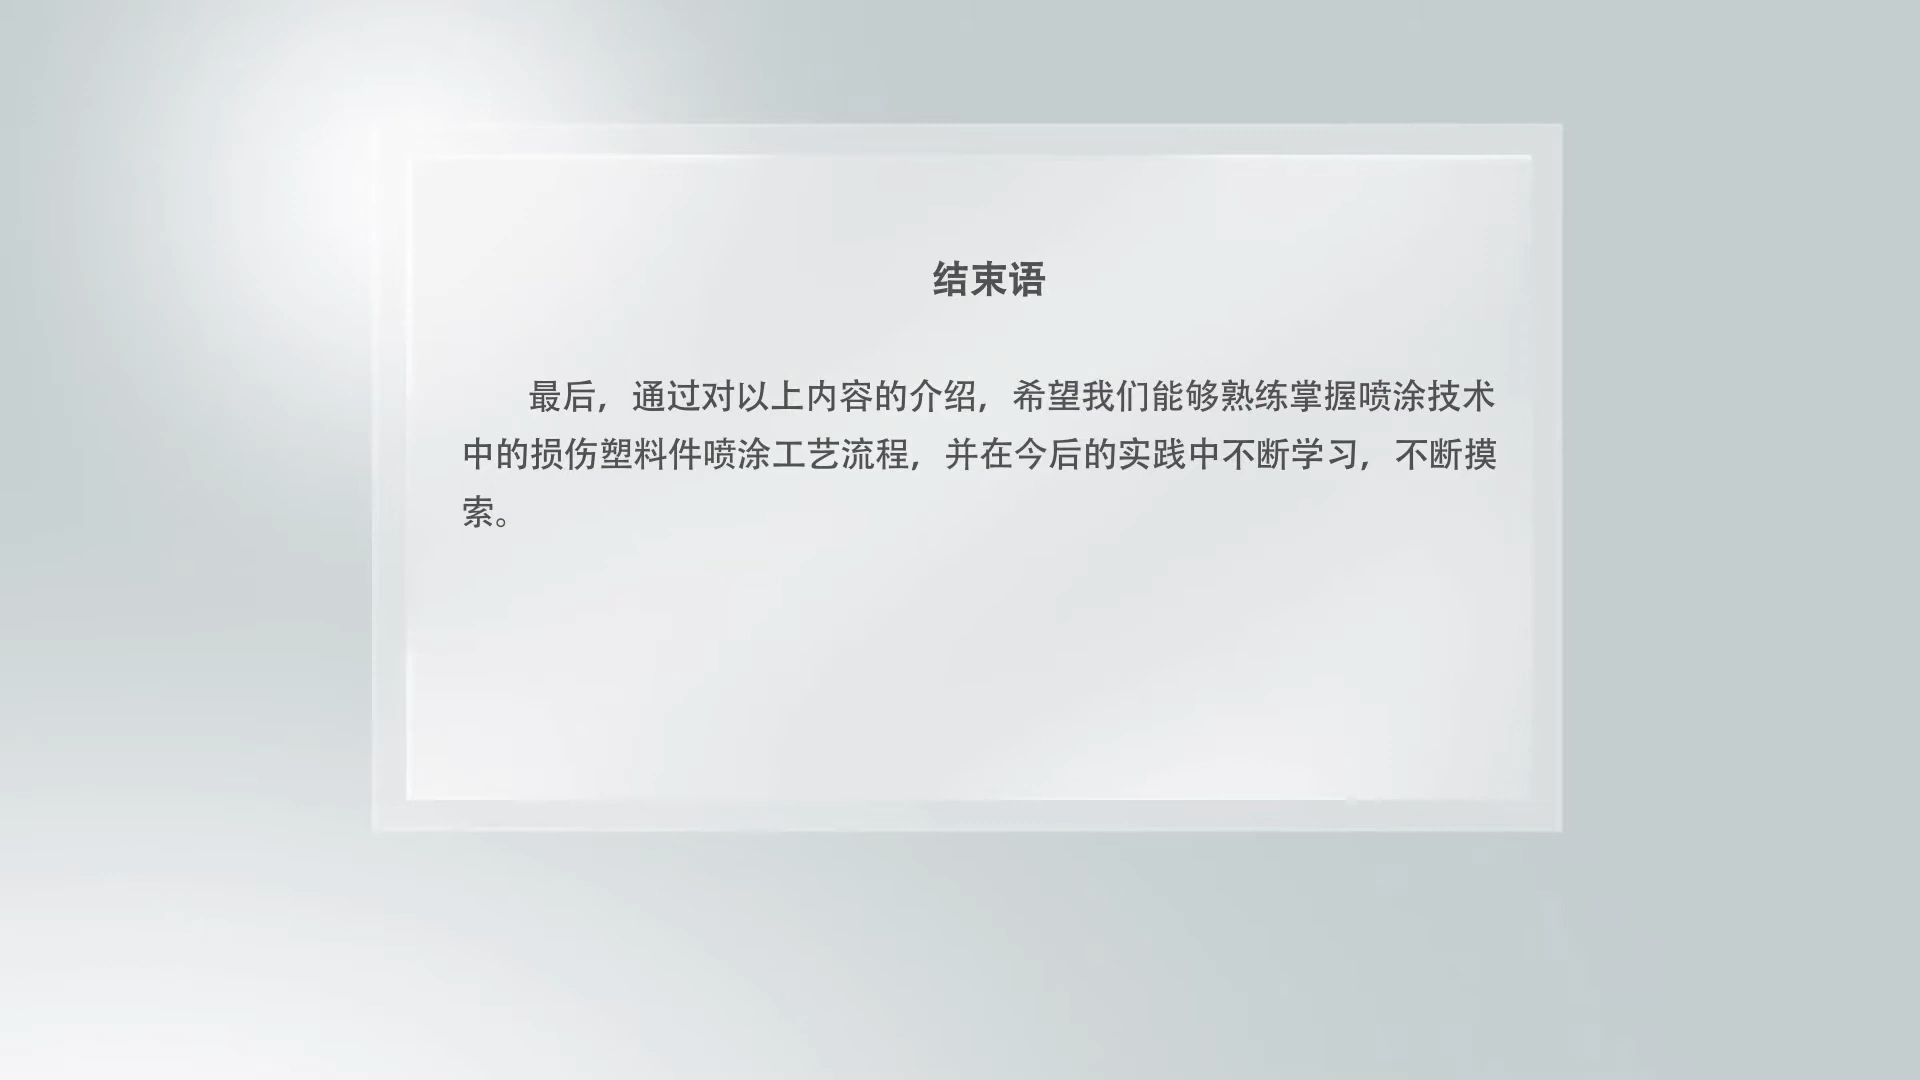 结束语
最后，通过对以上内容的介绍，希望我们能够熟练掌握喷涂技术
中的损伤塑料件喷涂工艺流程，并在今后的实践中不断学习，不断摸
索。